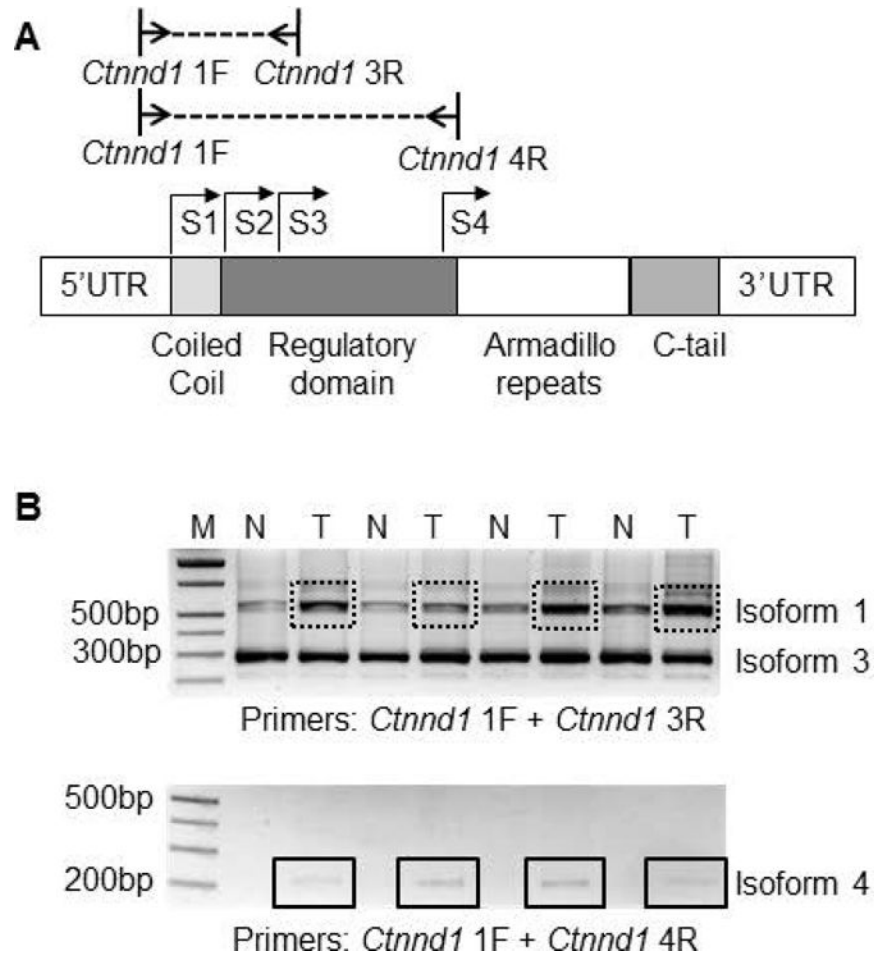 A
Ctnnd1 1F Ctnnd1 3R
Ctnnd1 1F Ctnnd1 4R
S1 S2 S3 S4
5’UTR 3’UTR
Coiled Regulatory Armadillo C-tail
Coil domain repeats
B
M N T N T N T N T
500bp Isoform 1
300bp Isoform 3
Primers: Ctnnd1 1F + Ctnnd1 3R
500bp
200bp Isoform 4
Primers: Ctnnd1 1F + Ctnnd1 4R